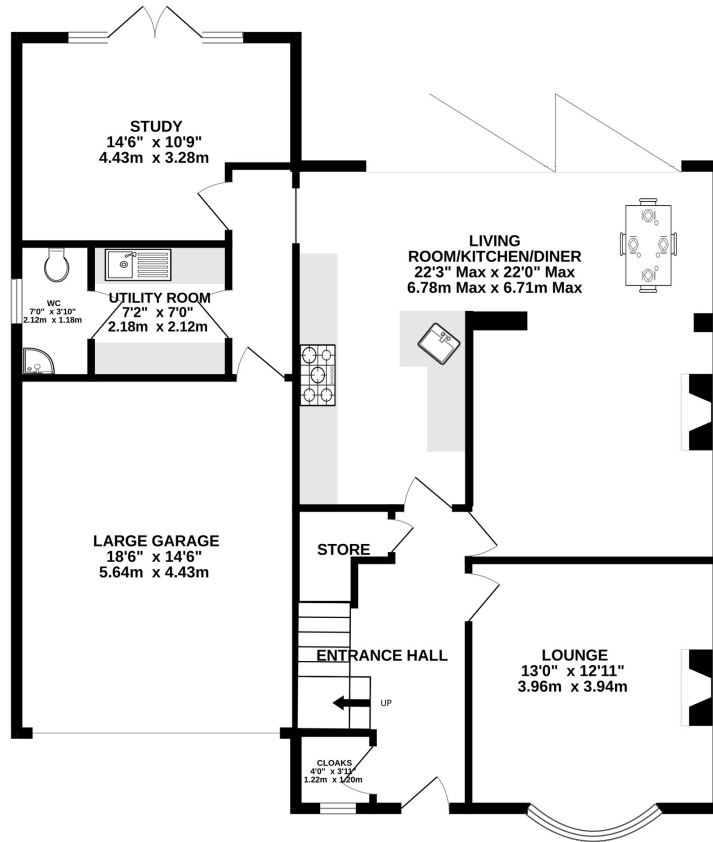 STUDY
14'6" x 10'9"
4.43m x 3.28m
LIVING
ROOM/KITCHEN/DINER
22'3" Max x 22'0" Max
6.78m Max x 6.71m Max
WC
7'0" x 3'10"
2.12m x 1.18m
UTILITY ROOM
7'2" x 7'0"
2.18m x 2.12m
LARGE GARAGE
18'6" x 14'6"
5.64m x 4.43m
STORE
ENTRANCE HALL
UP
LOUNGE
13'0" x 12'11"
3.96m x 3.94m
CLOAKS
4'0" x 3'11"
1.22m x 1.20m